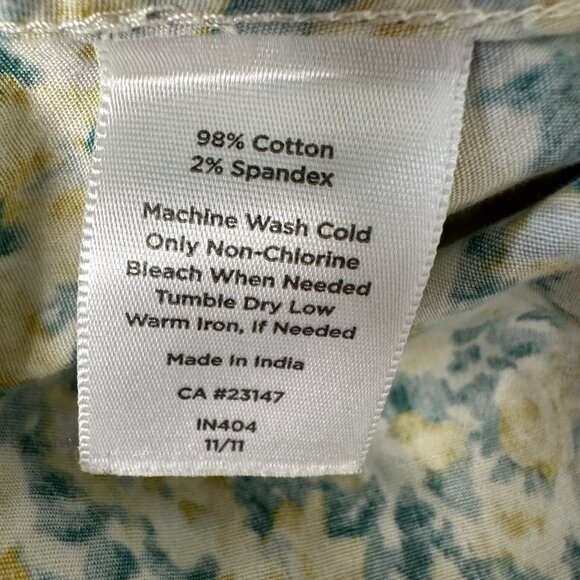 98% Cotton
2% Spandex
Machine Wash Cold
Only Non-Chlorine
Bleach When Needed
Tumble Dry Low
Warm Iron, If Needed
Made In India
CA #23147
IN404
11/11